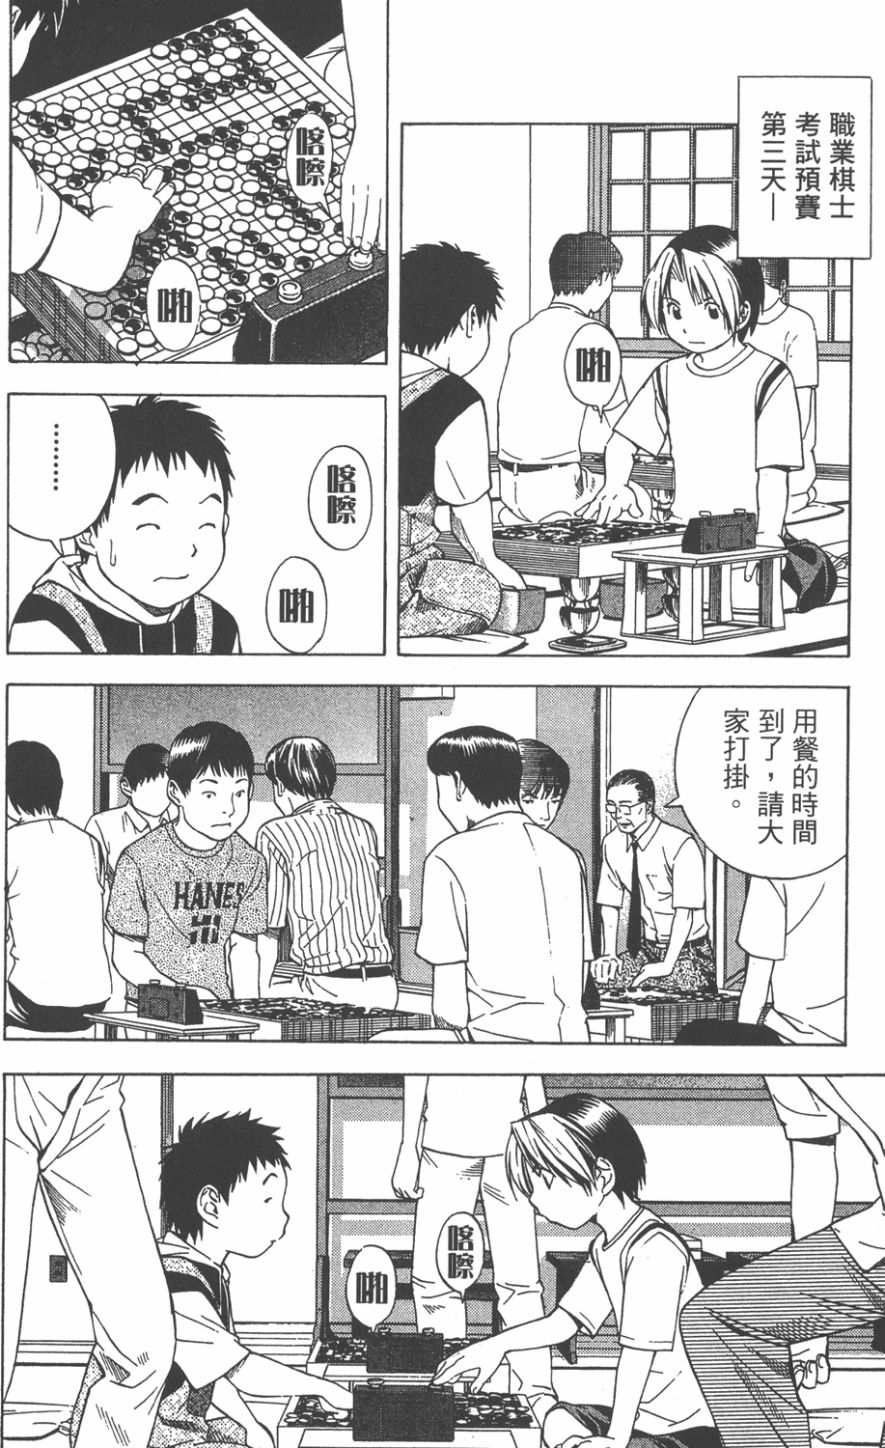 職業棋士
考試預賽
第三天—
啪
喀嚓
啪
喀嚓
啪
………
用餐的時間
到了，請大
家打掛。
HANES
HI
喀嚓
啪